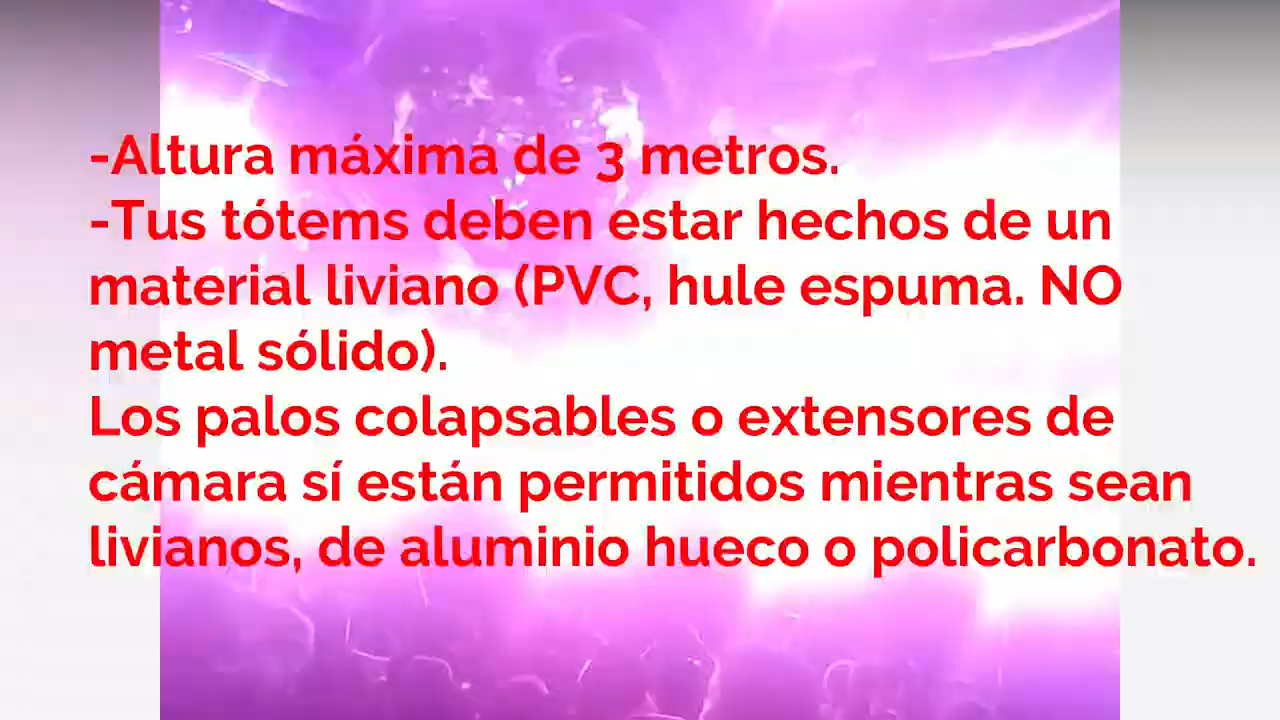 -Altura máxima de 3 metros.
-Tus tótems deben estar hechos de un
material liviano (PVC, hule espuma. NO
metal sólido).
Los palos colapsables o extensores de
cámara sí están permitidos mientras sean
livianos, de aluminio hueco o policarbonato.